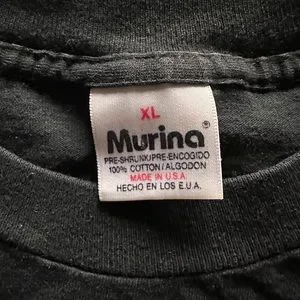 XL
Murina®
PRE-SHRUNK/PRE-ENCOGIDO
100% COTTON/ALGODON
MADE IN U.S.A.
HECHO EN LOS E.U.A.